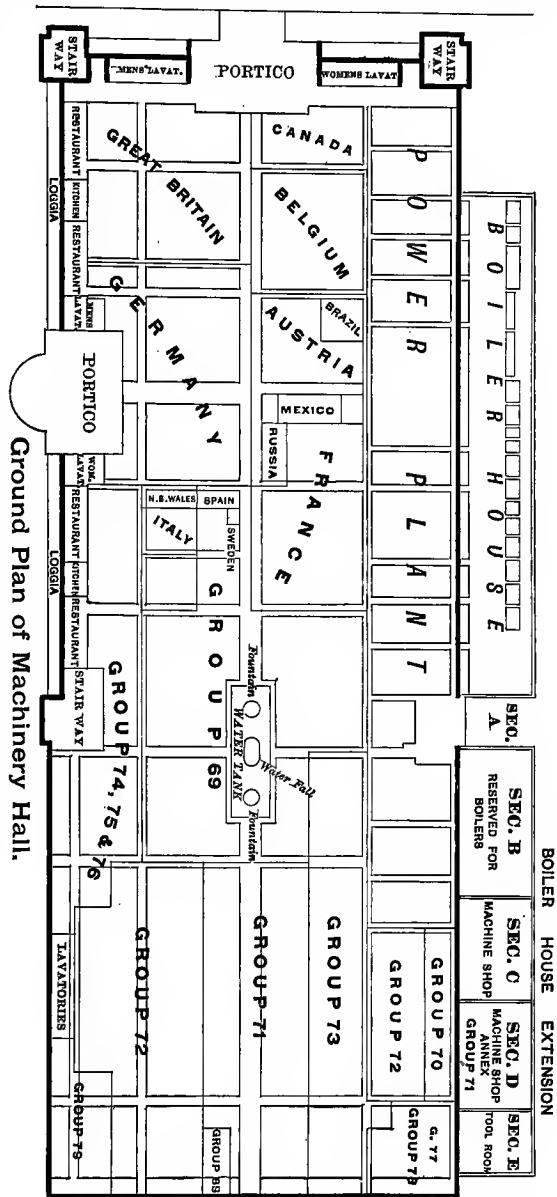 STAIR
WAY
MENS' LAVAT.
PORTICO
WOMENS LAVAT
STAIR
WAY
RESTAURANT
KITCHEN
RESTAURANT
MENS
LAVAT.
LOGGIA
GREAT
BRITAIN
CANADA
BELGIUM
GERMANY
AUSTRIA
BRAZIL
MEXICO
RUSSIA
FRANCE
POWER PLANT
BOILER HOUSE
PORTICO
WOM.
LAVAT.
RESTAURANT
KITCHEN
RESTAURANT
LOGGIA
STAIR WAY
N.S. WALES
SPAIN
ITALY
SWEDEN
GROUP 69
GROUP 74, 75 & 76
Fountain
WATER TANK
Water Fall
Fountain
SEC.
A
SEC. B
RESERVED FOR
BOILERS
SEC. C
MACHINE SHOP
SEC. D
MACHINE SHOP
ANNEX
GROUP 71
SEC. E
TOOL ROOM
BOILER HOUSE EXTENSION
GROUP 70
GROUP 72
GROUP 73
GROUP 71
GROUP 72
LAVATORIES
G. 77
GROUP
GROUP
Ground Plan of Machinery Hall.